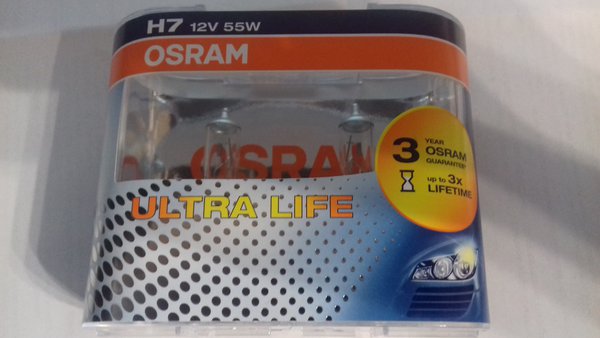 H7 12V 55W
OSRAM
OSRAM
ULTRA LIFE
3 YEAR
OSRAM
GUARANTEE
up to 3x
LIFETIME